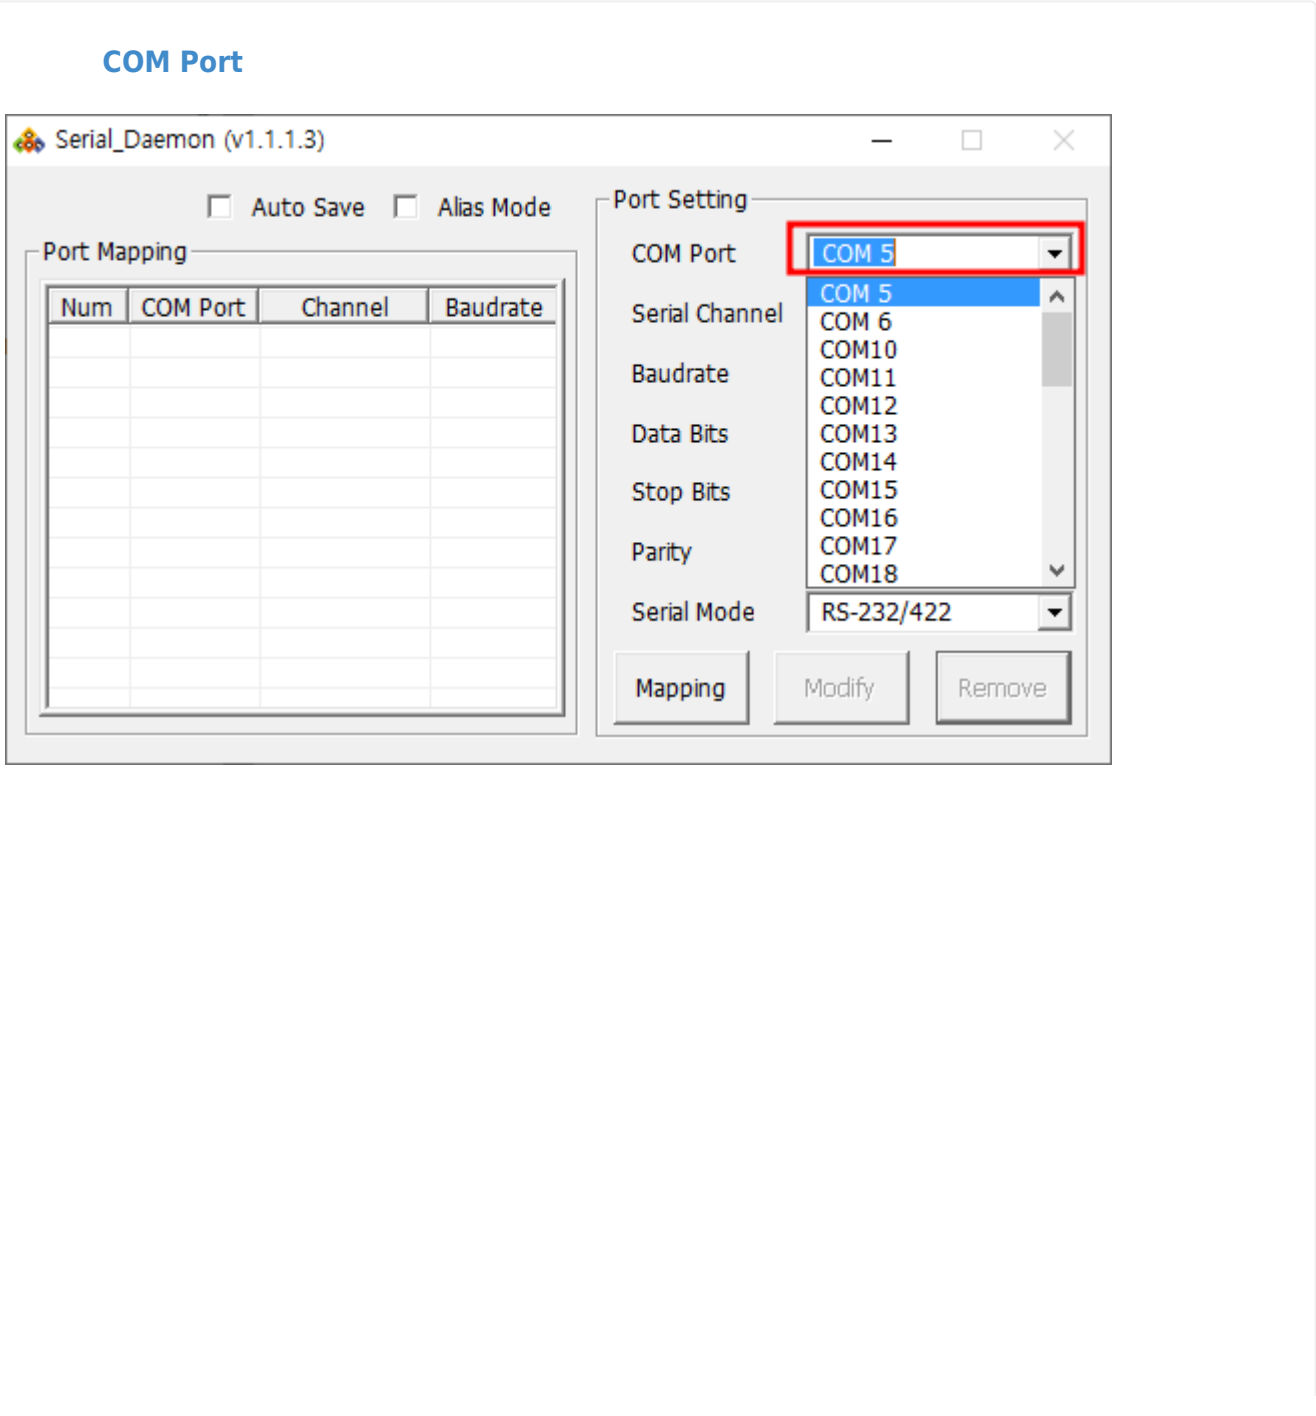 COM Port
Serial_Daemon (v1.1.1.3)
Auto Save
Alias Mode
Port Mapping
Num COM Port Channel Baudrate
Port Setting
COM Port COM 5
COM 5
COM 6
COM10
COM11
COM12
COM13
COM14
COM15
COM16
COM17
COM18
Serial Channel
Baudrate
Data Bits
Stop Bits
Parity
Serial Mode RS-232/422
Mapping Modify Remove